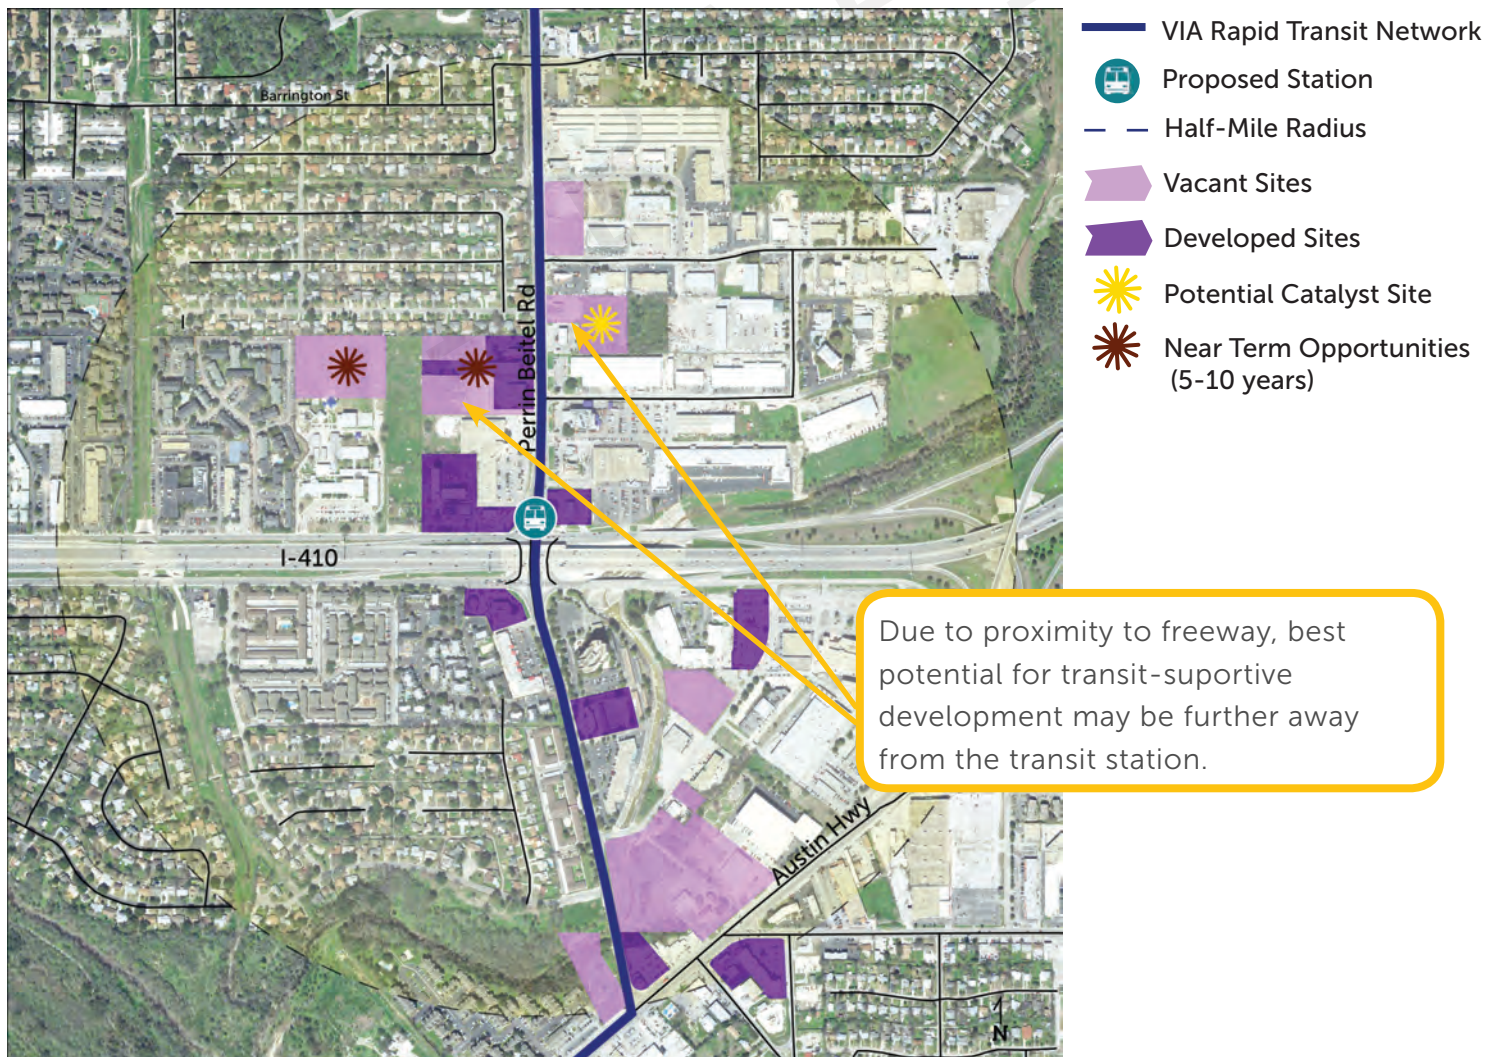 Barrington St
Perrin Beitel Rd
I-410
Austin Hwy
N
VIA Rapid Transit Network
Proposed Station
Half-Mile Radius
Vacant Sites
Developed Sites
Potential Catalyst Site
Near Term Opportunities
(5-10 years)
Due to proximity to freeway, best
potential for transit-suportive
development may be further away
from the transit station.